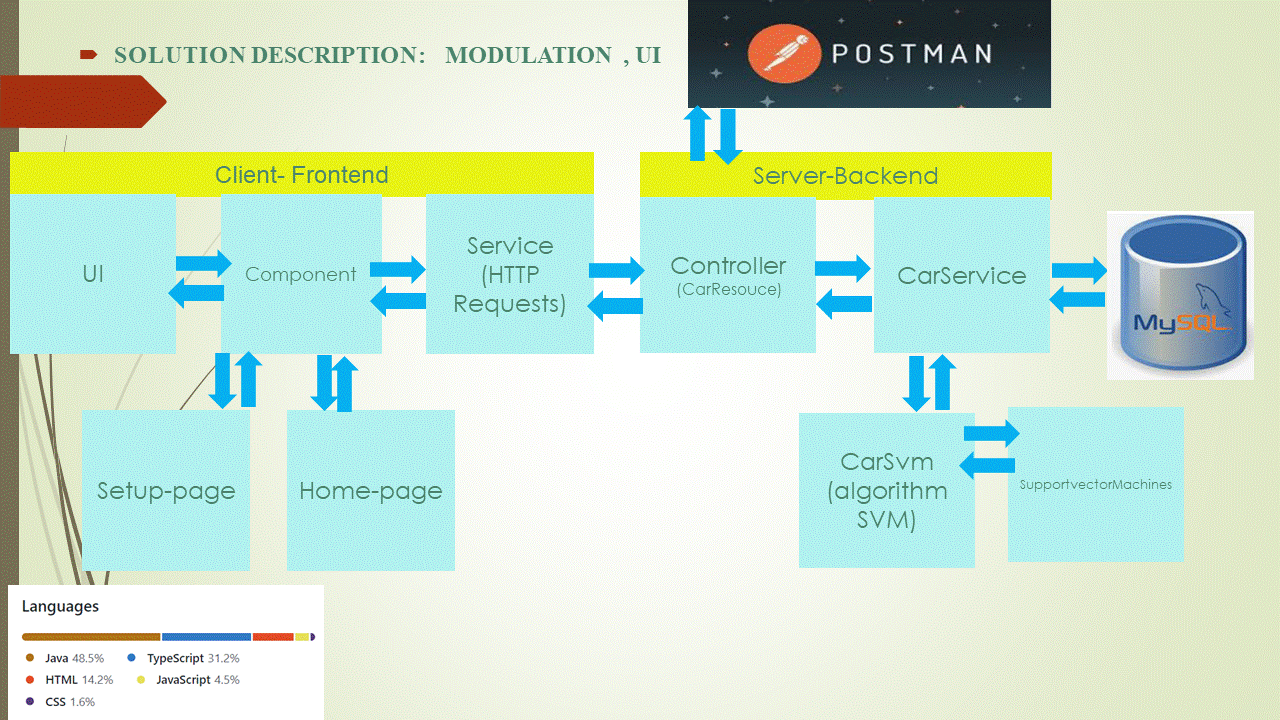 SOLUTION DESCRIPTION: MODULATION , UI
POSTMAN
Client- Frontend
Server-Backend
UI
Component
Service
(HTTP
Requests)
Controller
(CarResouce)
CarService
MySQL
Setup-page
Home-page
CarSvm
(algorithm
SVM)
SupportvectorMachines
Languages
Java 48.5% TypeScript 31.2%
HTML 14.2% JavaScript 4.5%
CSS 1.6%